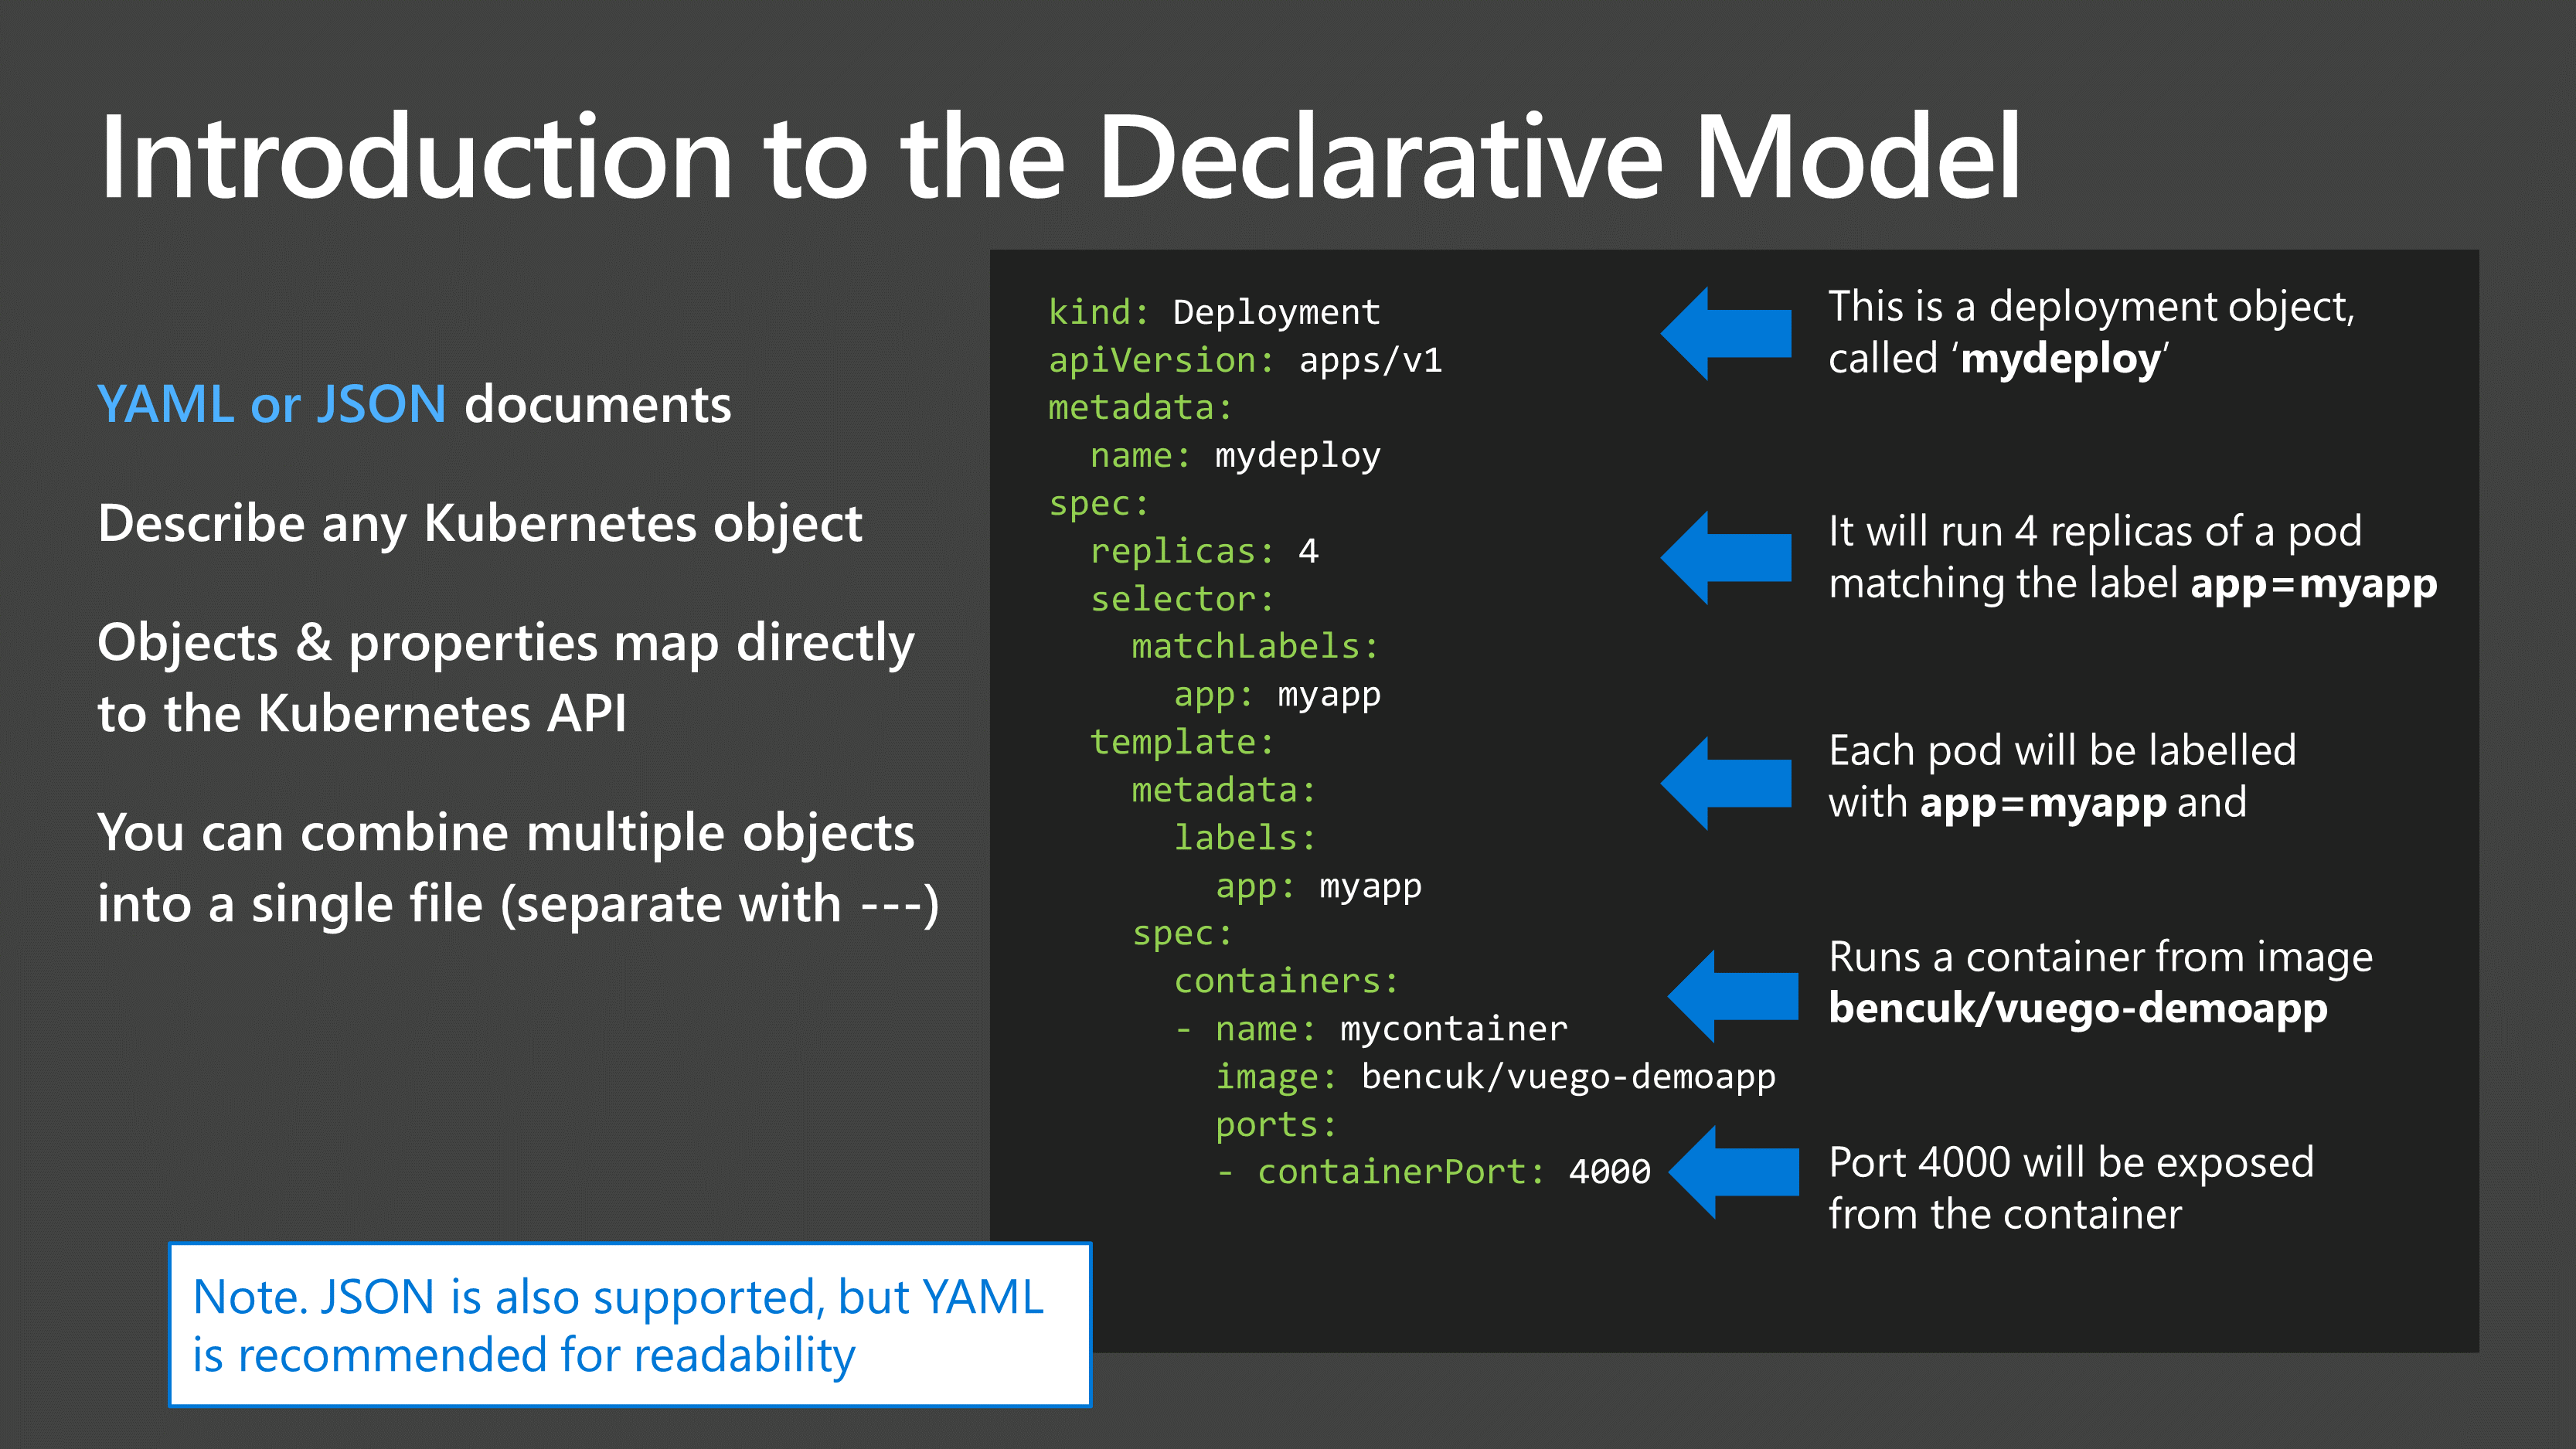 Introduction to the Declarative Model
YAML or JSON documents
Describe any Kubernetes object
Objects & properties map directly
to the Kubernetes API
You can combine multiple objects
into a single file (separate with ---)
Note. JSON is also supported, but YAML
is recommended for readability
kind: Deployment
apiVersion: apps/v1
metadata:
  name: mydeploy
spec:
  replicas: 4
  selector:
    matchLabels:
      app: myapp
  template:
    metadata:
      labels:
        app: myapp
    spec:
      containers:
      - name: mycontainer
        image: bencuk/vuego-demoapp
        ports:
        - containerPort: 4000
This is a deployment object,
called ‘mydeploy’
It will run 4 replicas of a pod
matching the label app=myapp
Each pod will be labelled
with app=myapp and
Runs a container from image
bencuk/vuego-demoapp
Port 4000 will be exposed
from the container